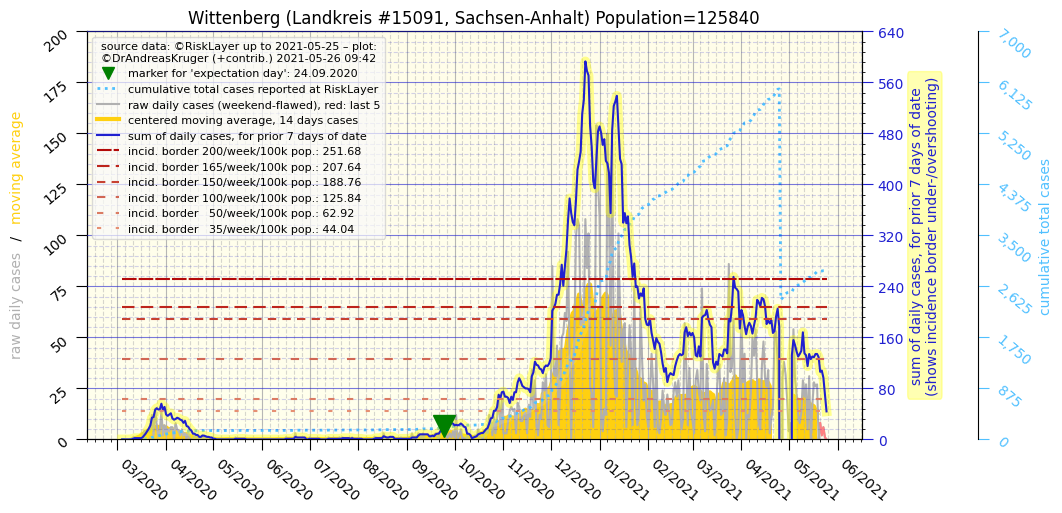 Wittenberg (Landkreis #15091, Sachsen-Anhalt) Population=125840
source data: ©RiskLayer up to 2021-05-25 – plot:
©DrAndreasKruger (+contrib.) 2021-05-26 09:42
marker for 'expectation day': 24.09.2020
cumulative total cases reported at RiskLayer
raw daily cases (weekend-flawed), red: last 5
centered moving average, 14 days cases
sum of daily cases, for prior 7 days of date
incid. border 200/week/100k pop.: 251.68
incid. border 165/week/100k pop.: 207.64
incid. border 150/week/100k pop.: 188.76
incid. border 100/week/100k pop.: 125.84
incid. border 50/week/100k pop.: 62.92
incid. border 35/week/100k pop.: 44.04
raw daily cases / moving average
200
175
150
125
100
75
50
25
0
03/2020
04/2020
05/2020
06/2020
07/2020
08/2020
09/2020
10/2020
11/2020
12/2020
01/2021
02/2021
03/2021
04/2021
05/2021
06/2021
640
560
480
400
320
240
160
80
0
sum of daily cases, for prior 7 days of date
(shows incidence border under-/overshooting)
7,000
6,125
5,250
4,375
3,500
2,625
1,750
875
0
cumulative total cases